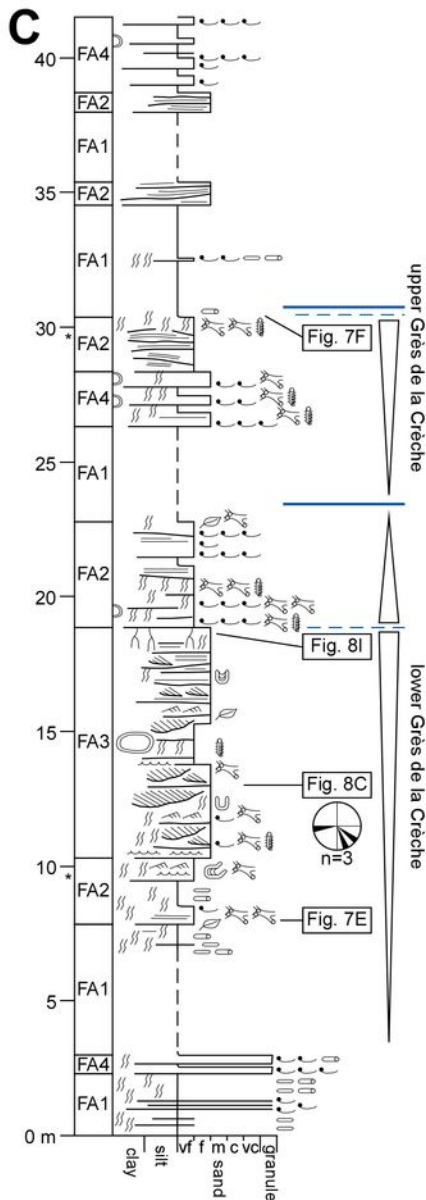 C
40
35
30
*
25
20
15
10
*
5
0 m
FA4
FA2
FA1
FA2
FA1
FA2
FA4
FA1
FA2
FA3
FA2
FA1
FA4
FA1
Fig. 7F
Fig. 8I
Fig. 8C
n=3
Fig. 7E
upper Grès de la Crèche
lower Grès de la Crèche
clay
silt
vf f m c vc
sand
granule